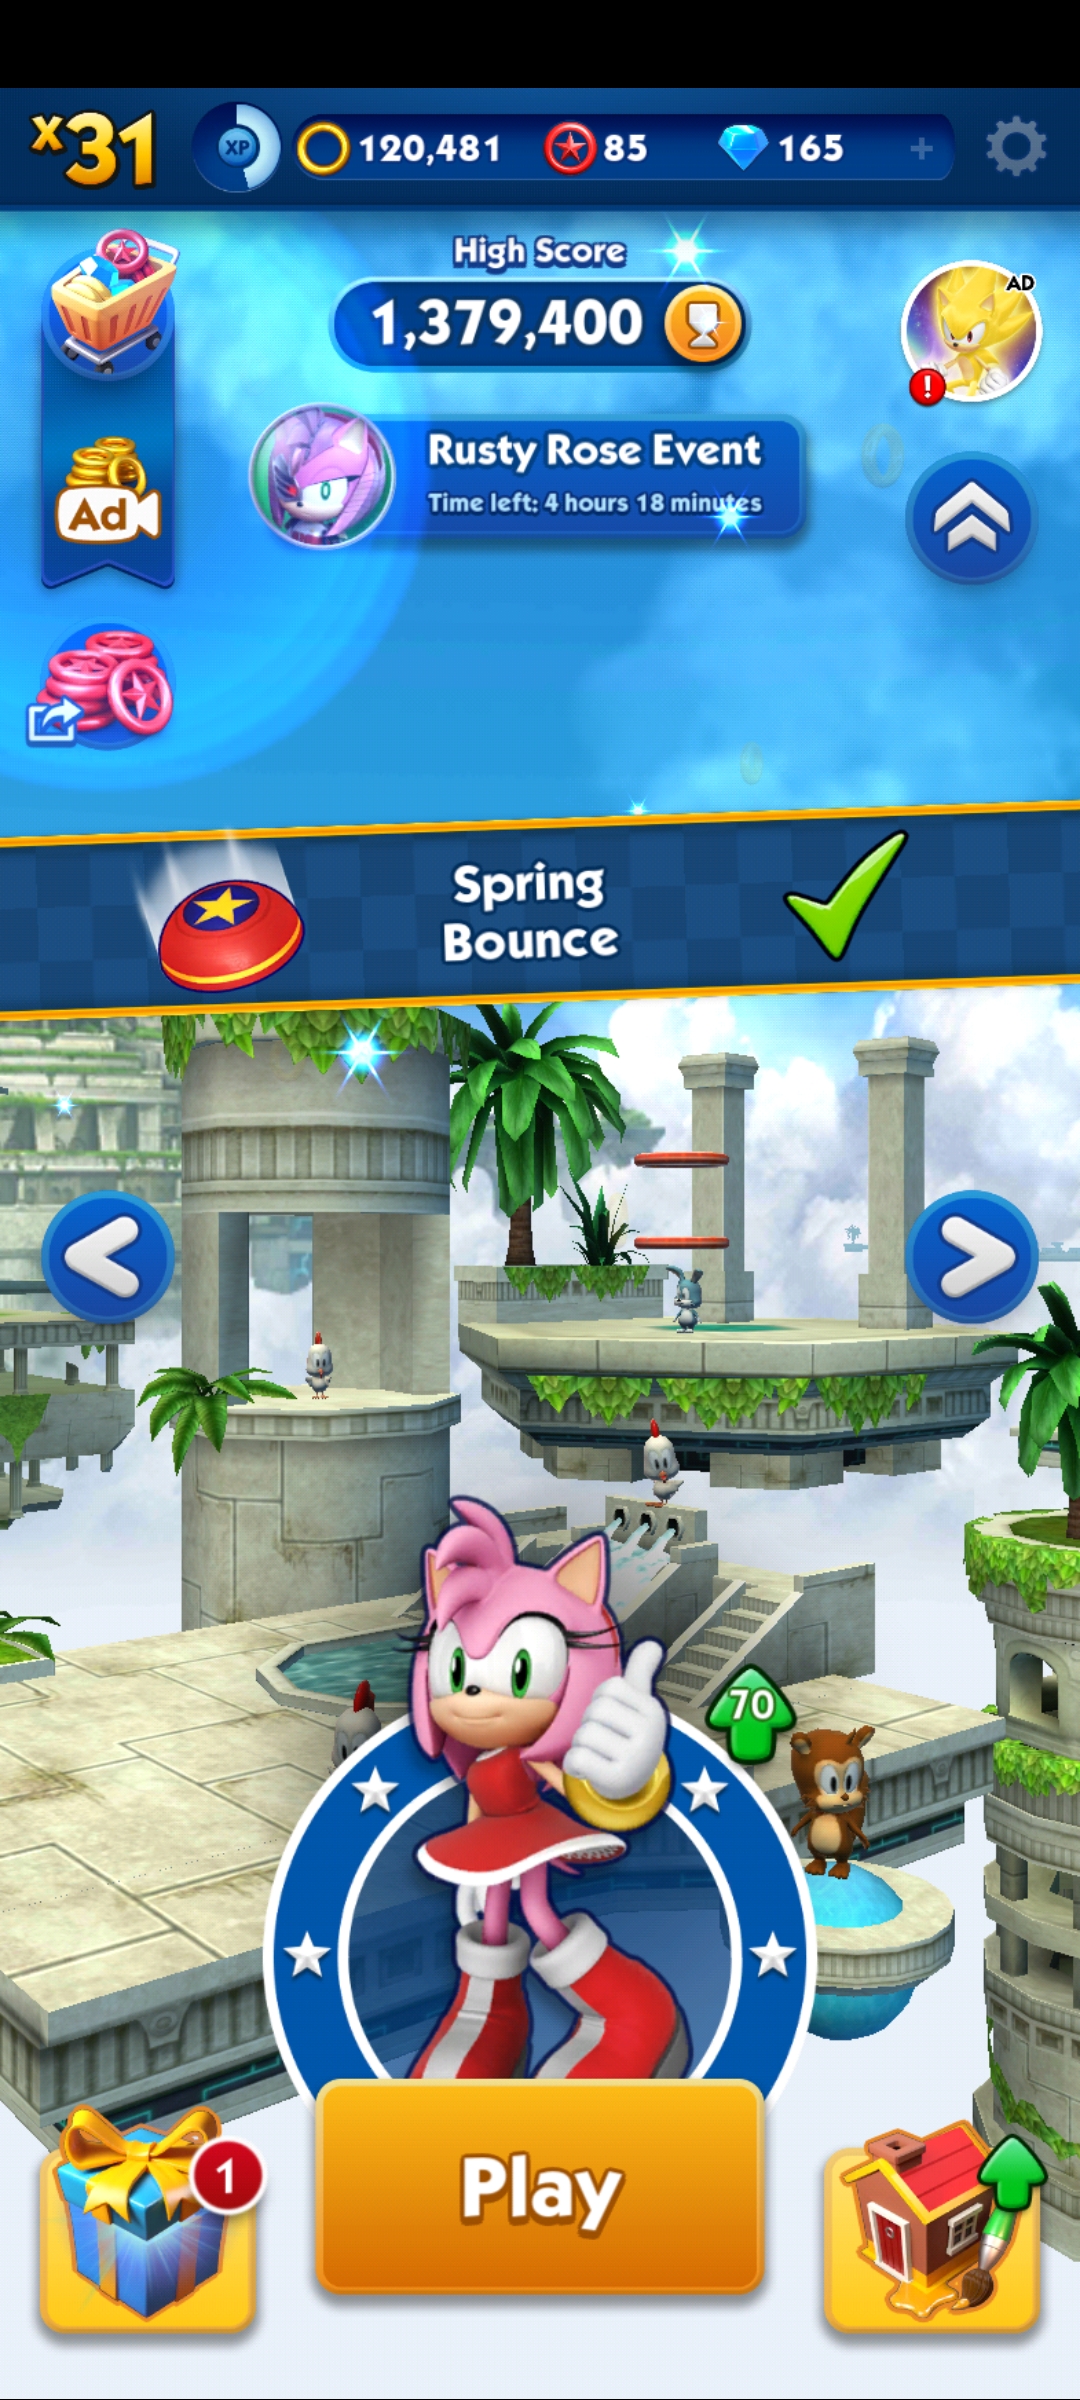 x31
XP
120,481
85
165
+
High Score
1,379,400
AD
!
Rusty Rose Event
Time left: 4 hours 18 minutes
Ad
Spring
Bounce
70
1
Play